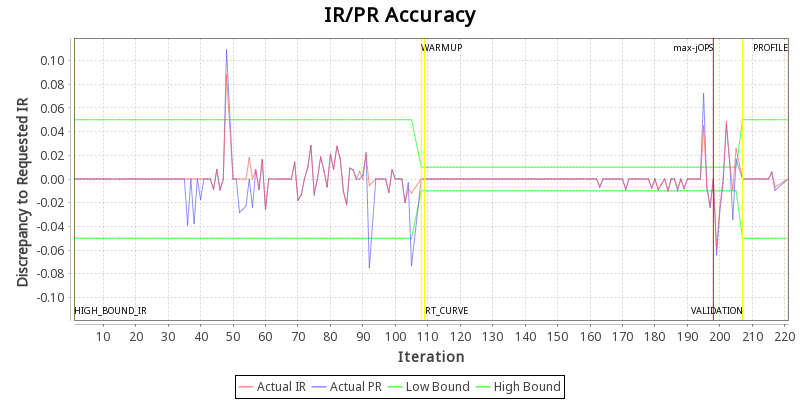 IR/PR Accuracy
Discrepancy to Requested IR
0.10
0.08
0.06
0.04
0.02
0.00
-0.02
-0.04
-0.06
-0.08
-0.10
WARMUP
max-jOPS
PROFILE
HIGH_BOUND_IR
RT_CURVE
VALIDATION
10 20 30 40 50 60 70 80 90 100 110 120 130 140 150 160 170 180 190 200 210 220
Iteration
Actual IR Actual PR Low Bound High Bound